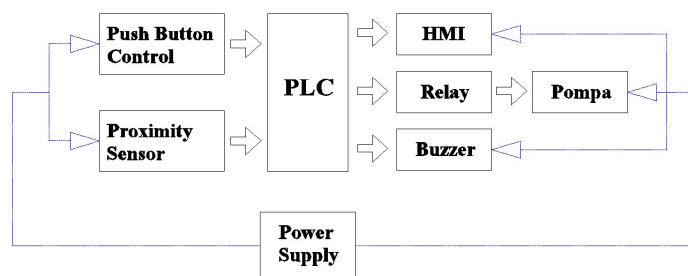 Push Button
Control
Proximity
Sensor
PLC
HMI
Relay
Pompa
Buzzer
Power
Supply